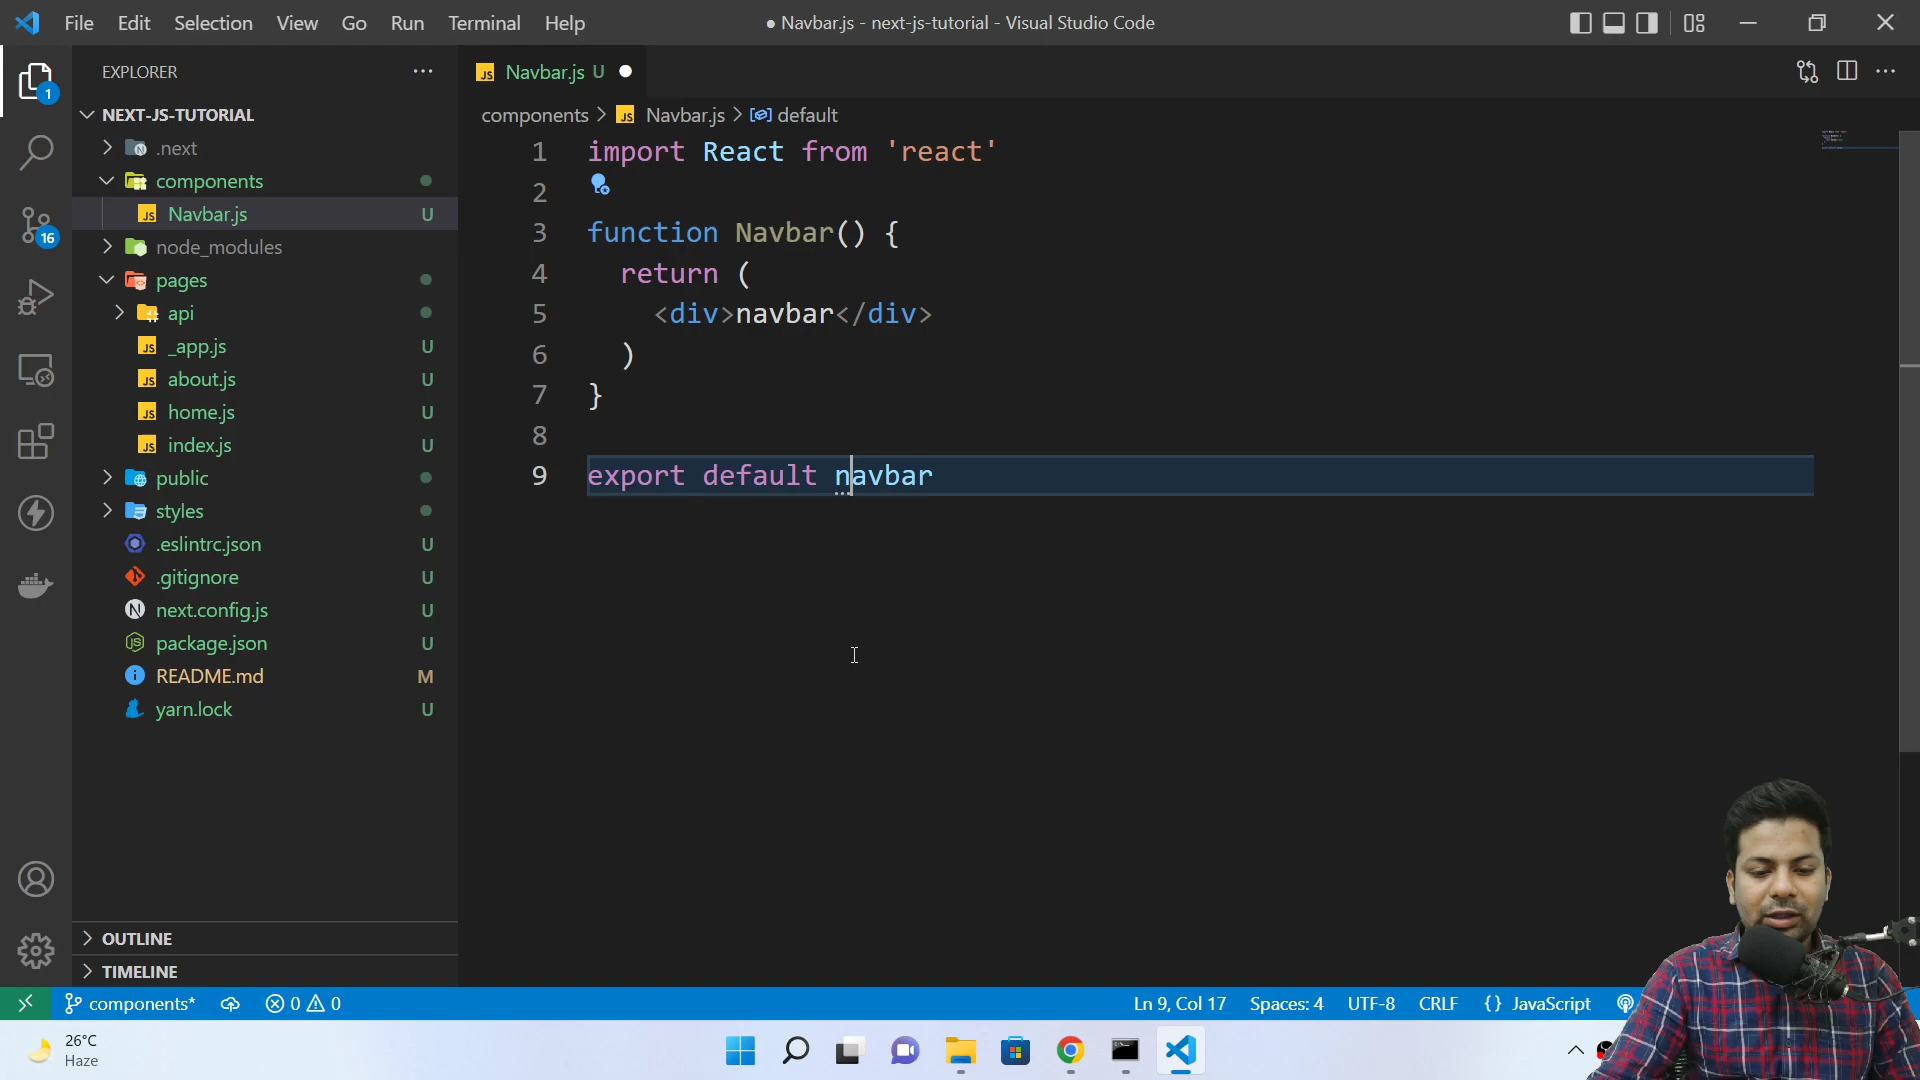 File Edit Selection View Go Run Terminal Help
● Navbar.js - next-js-tutorial - Visual Studio Code
EXPLORER
NEXT-JS-TUTORIAL
.next
components
Navbar.js U
node_modules
pages
api
_app.js U
about.js U
home.js U
index.js U
public
styles
.eslintrc.json U
.gitignore U
next.config.js U
package.json U
README.md M
yarn.lock U
OUTLINE
TIMELINE
1
16
JS Navbar.js U
components > JS Navbar.js > default
1 import React from 'react'
2
3 function Navbar() {
4 return (
5 <div>navbar</div>
6 )
7 }
8
9 export default navbar
components* 0 0
Ln 9, Col 17 Spaces: 4 UTF-8 CRLF {} JavaScript
26°C
Haze